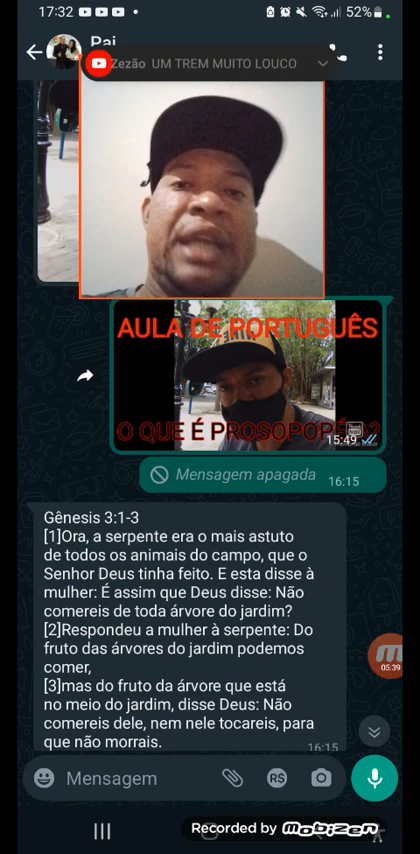 17:32
52%
Pai
Zezão UM TREM MUITO LOUCO
AULA DE PORTUGUÊS
O QUE É PROSOPOPÉIA?
15:49
Mensagem apagada 16:15
Gênesis 3:1-3
[1]Ora, a serpente era o mais astuto
de todos os animais do campo, que o
Senhor Deus tinha feito. E esta disse à
mulher: É assim que Deus disse: Não
comereis de toda árvore do jardim?
[2]Respondeu a mulher à serpente: Do
fruto das árvores do jardim podemos
comer,
[3]mas do fruto da árvore que está
no meio do jardim, disse Deus: Não
comereis dele, nem nele tocareis, para
que não morrais.
16:15
05:39
Mensagem
R$
Recorded by mobizen